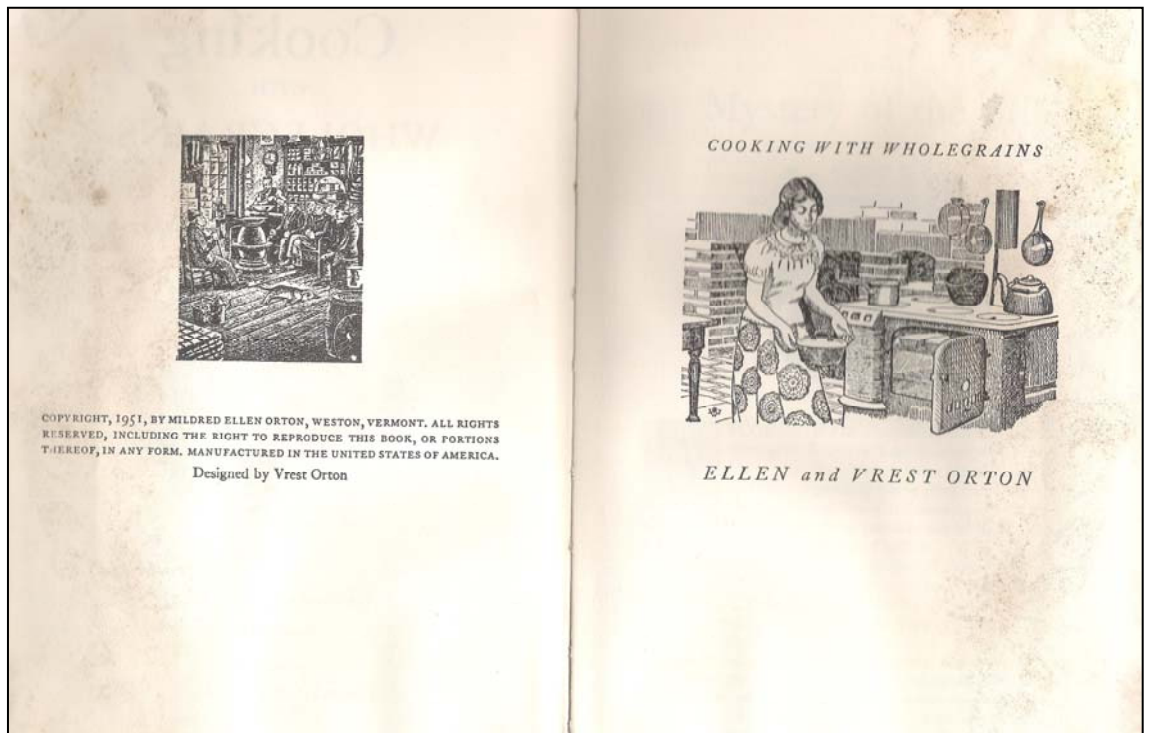 COPYRIGHT, 1951, BY MILDRED ELLEN ORTON, WESTON, VERMONT. ALL RIGHTS
RESERVED, INCLUDING THE RIGHT TO REPRODUCE THIS BOOK, OR PORTIONS
THEREOF, IN ANY FORM. MANUFACTURED IN THE UNITED STATES OF AMERICA.
Designed by Vrest Orton
COOKING WITH WHOLEGRAINS
ELLEN and VREST ORTON